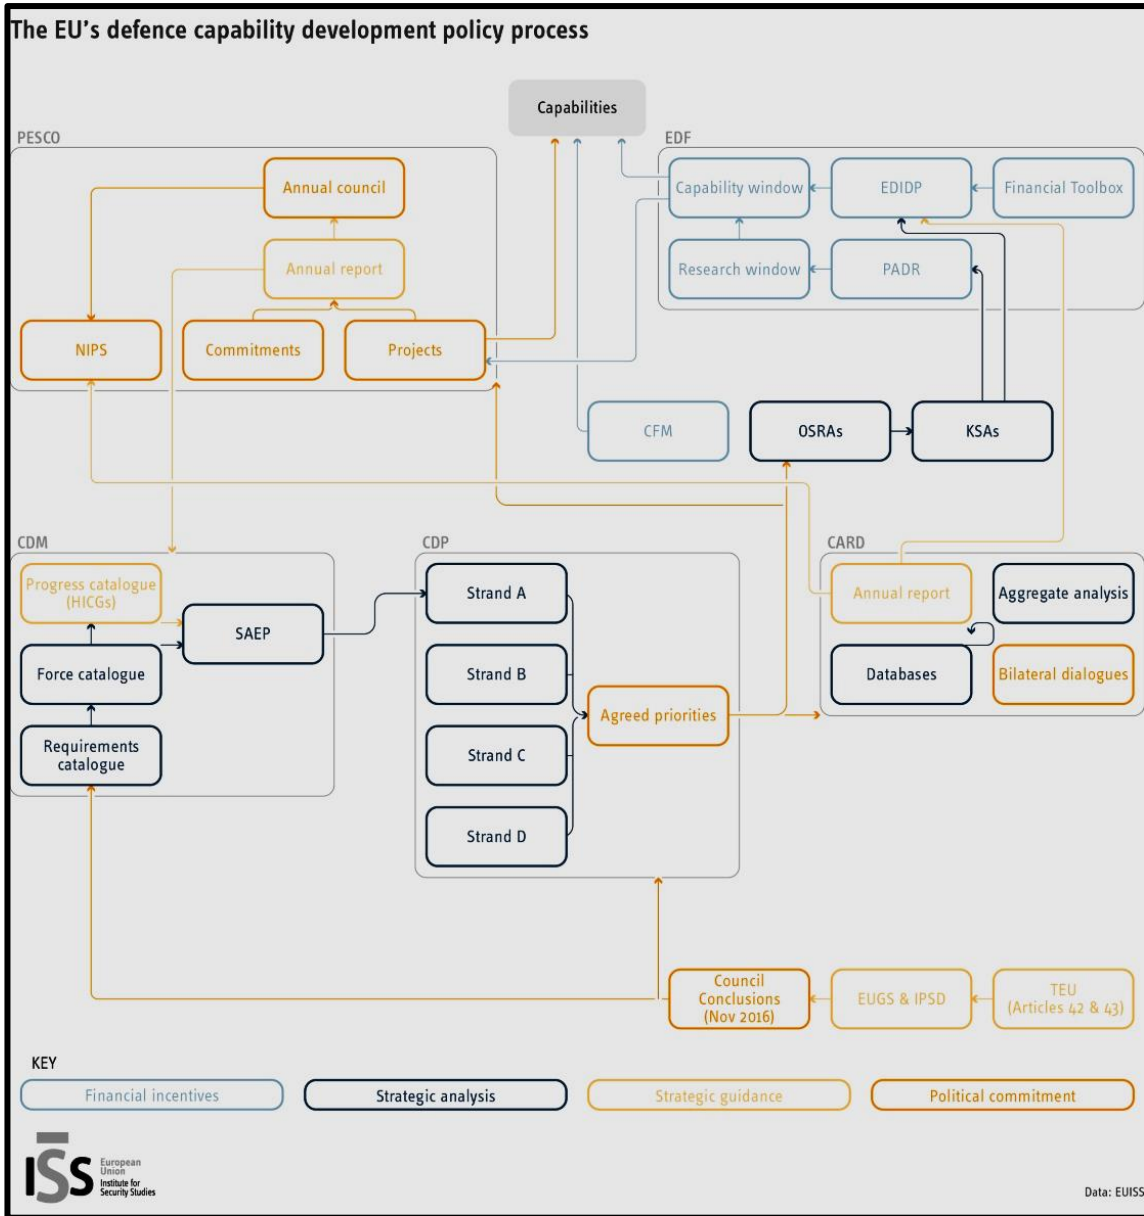 The EU's defence capability development policy process
Capabilities
PESCO
Annual council
Annual report
NIPS
Commitments
Projects
EDF
Capability window
EDIDP
Financial Toolbox
Research window
PADR
CFM
OSRAs
KSAs
CDM
Progress catalogue
(HICGs)
SAEP
Force catalogue
Requirements
catalogue
CDP
Strand A
Strand B
Strand C
Strand D
Agreed priorities
CARD
Annual report
Aggregate analysis
Databases
Bilateral dialogues
Council
Conclusions
(Nov 2016)
EUGS & IPSD
TEU
(Articles 42 & 43)
KEY
Financial incentives
Strategic analysis
Strategic guidance
Political commitment
ISS
European
Union
Institute for
Security Studies
Data: EUISS